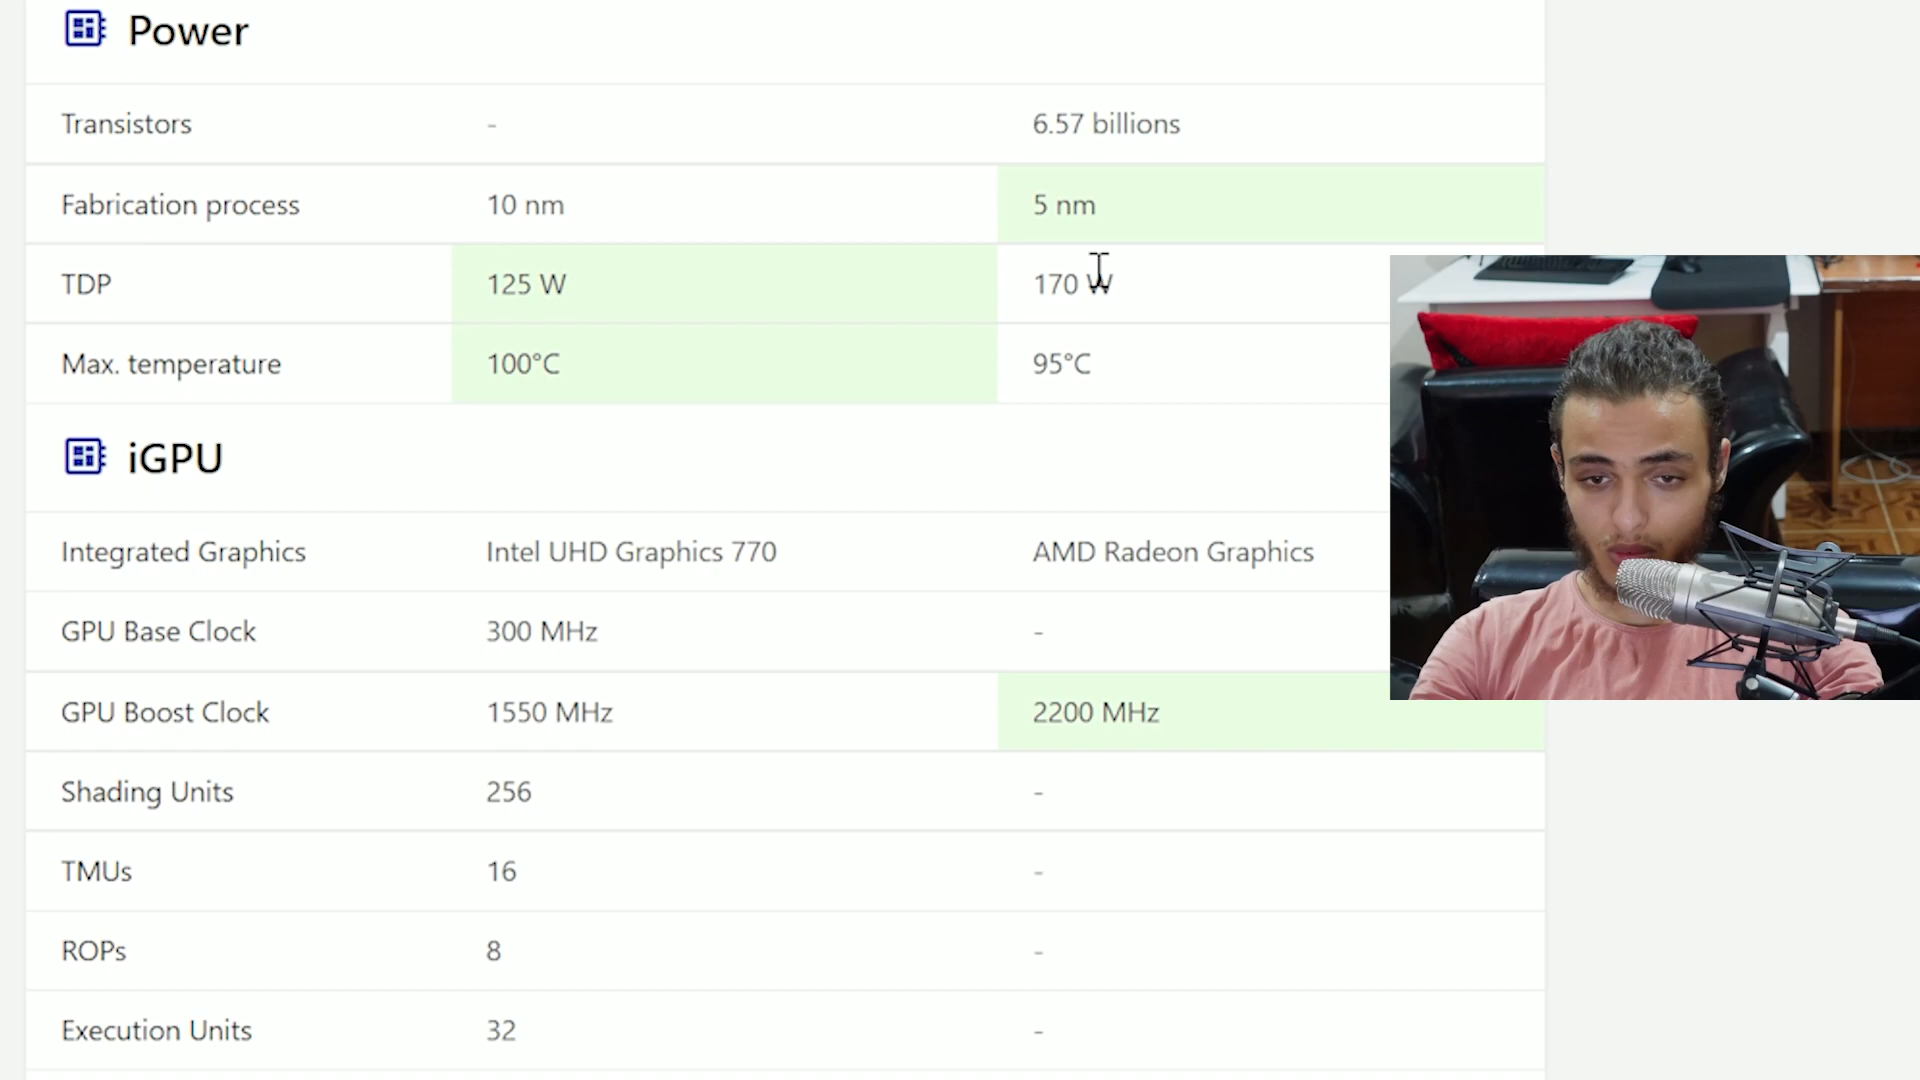 Power
Transistors - 6.57 billions
Fabrication process 10 nm 5 nm
TDP 125 W 170 W
Max. temperature 100°C 95°C
iGPU
Integrated Graphics Intel UHD Graphics 770 AMD Radeon Graphics
GPU Base Clock 300 MHz -
GPU Boost Clock 1550 MHz 2200 MHz
Shading Units 256 -
TMUs 16 -
ROPs 8 -
Execution Units 32 -